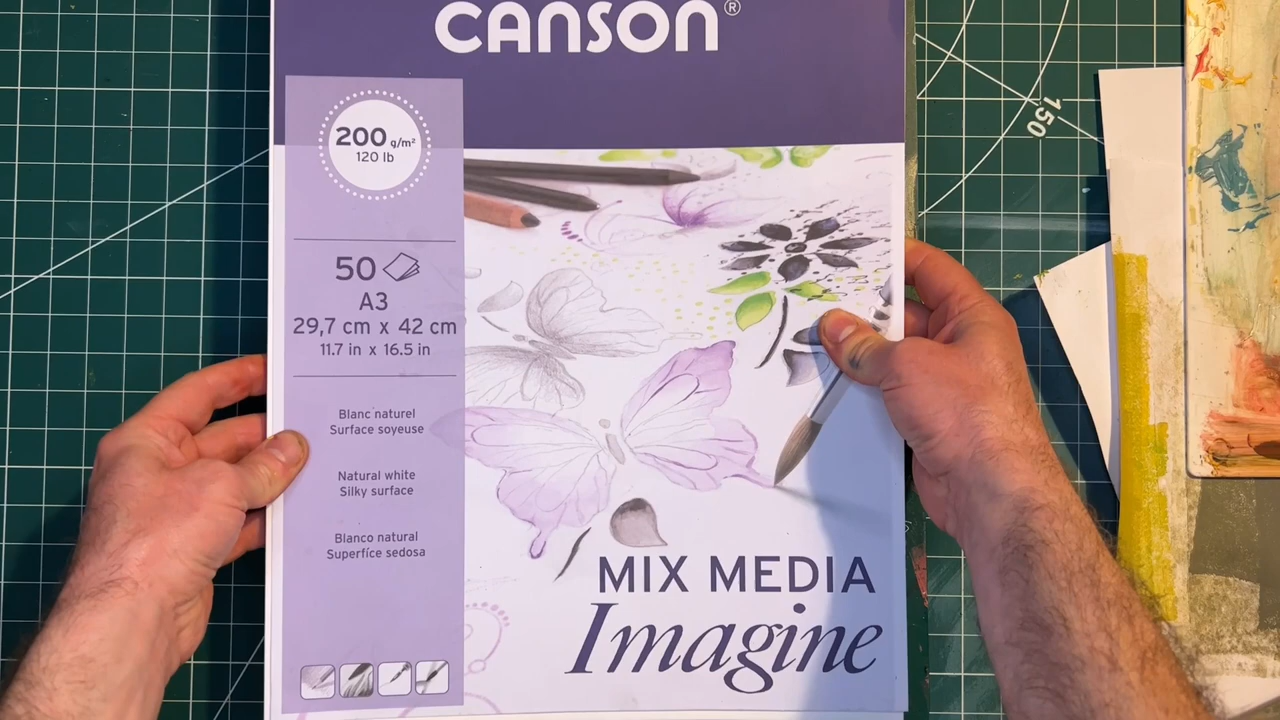 CANSON®
200 g/m²
120 lb
50
A3
29,7 cm x 42 cm
11.7 in x 16.5 in
Blanc naturel
Surface soyeuse
Natural white
Silky surface
Blanco natural
Superfíce sedosa
MIX MEDIA
Imagine
150